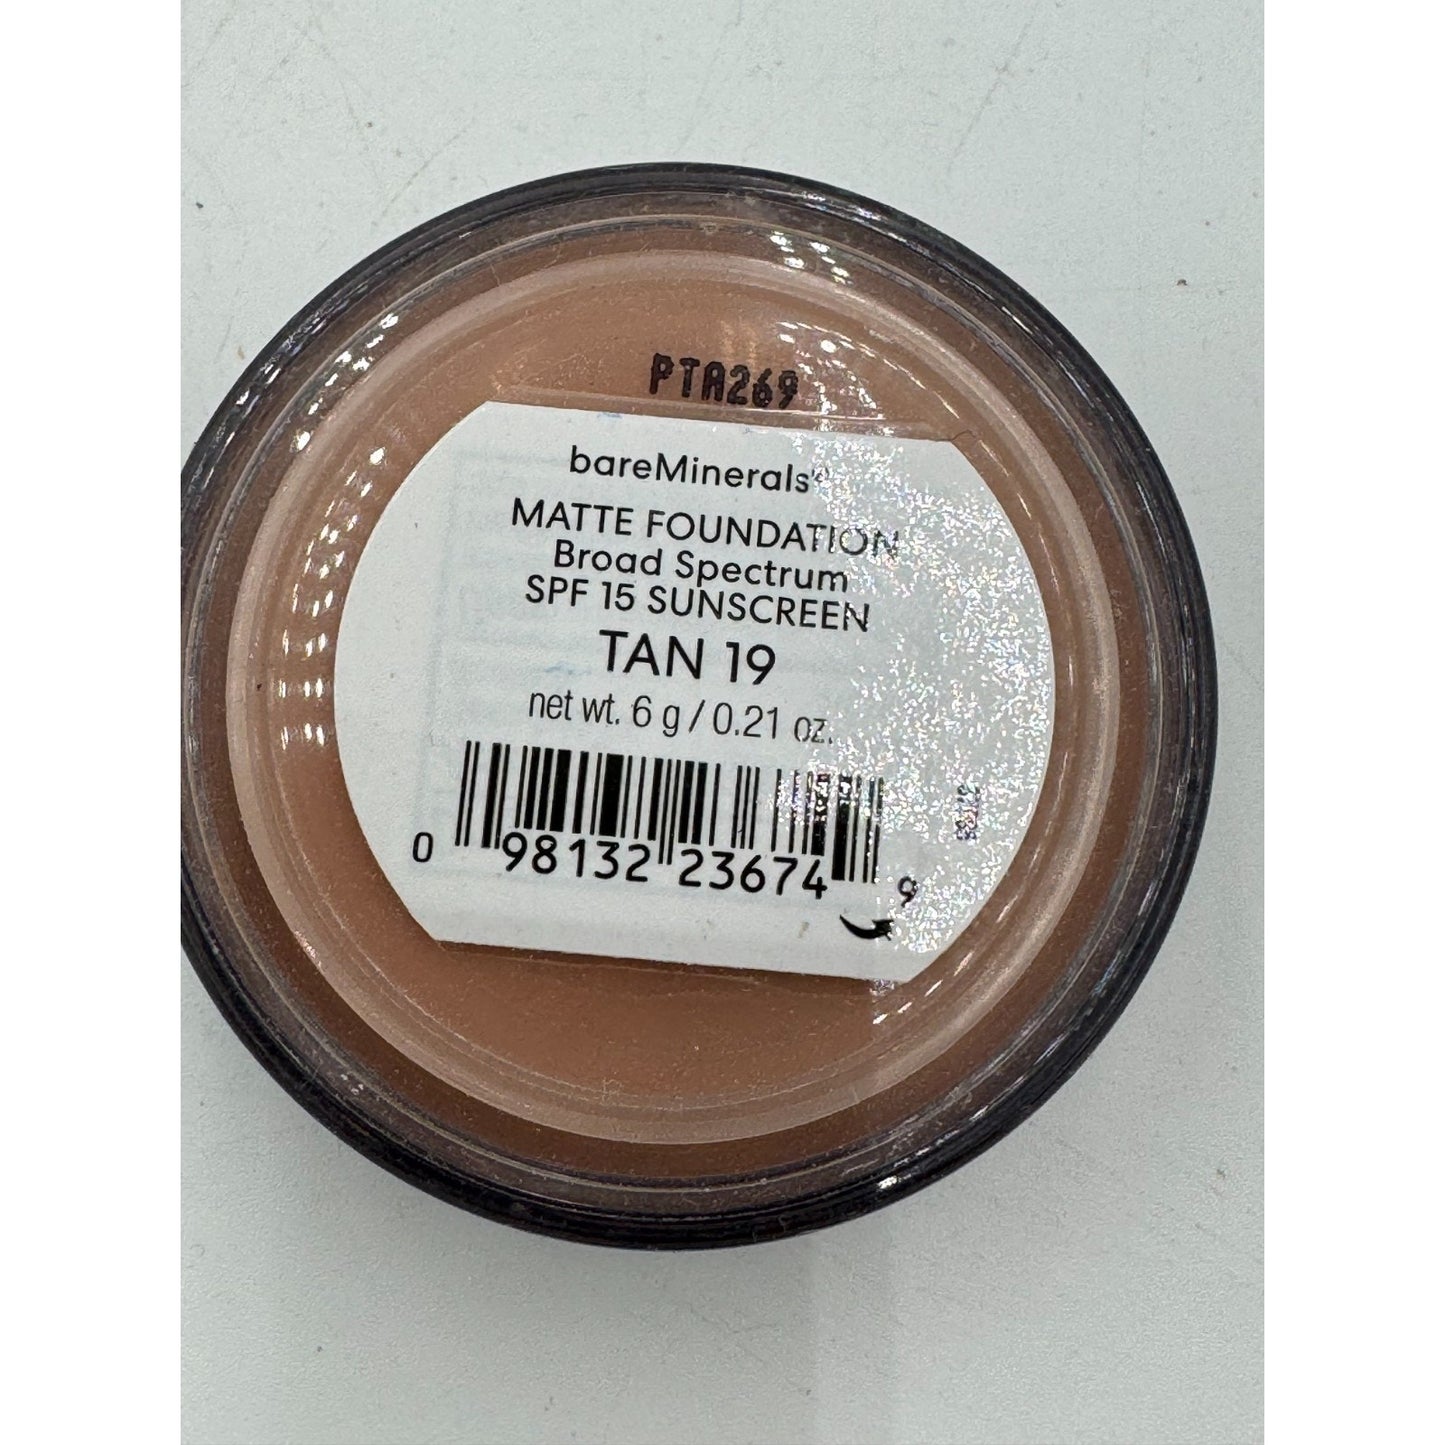 PTA269
bareMinerals®
MATTE FOUNDATION
Broad Spectrum
SPF 15 SUNSCREEN
TAN 19
net wt. 6 g / 0.21 oz.
0 98132 23674 9